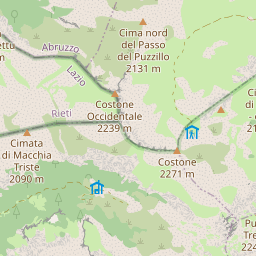 Cima nord
del Passo
del Puzzillo
2131 m
Abruzzo
Lazio
Costone
Occidentale
2239 m
Rieti
Cimata
di Macchia
Triste
2090 m
Costone
2271 m